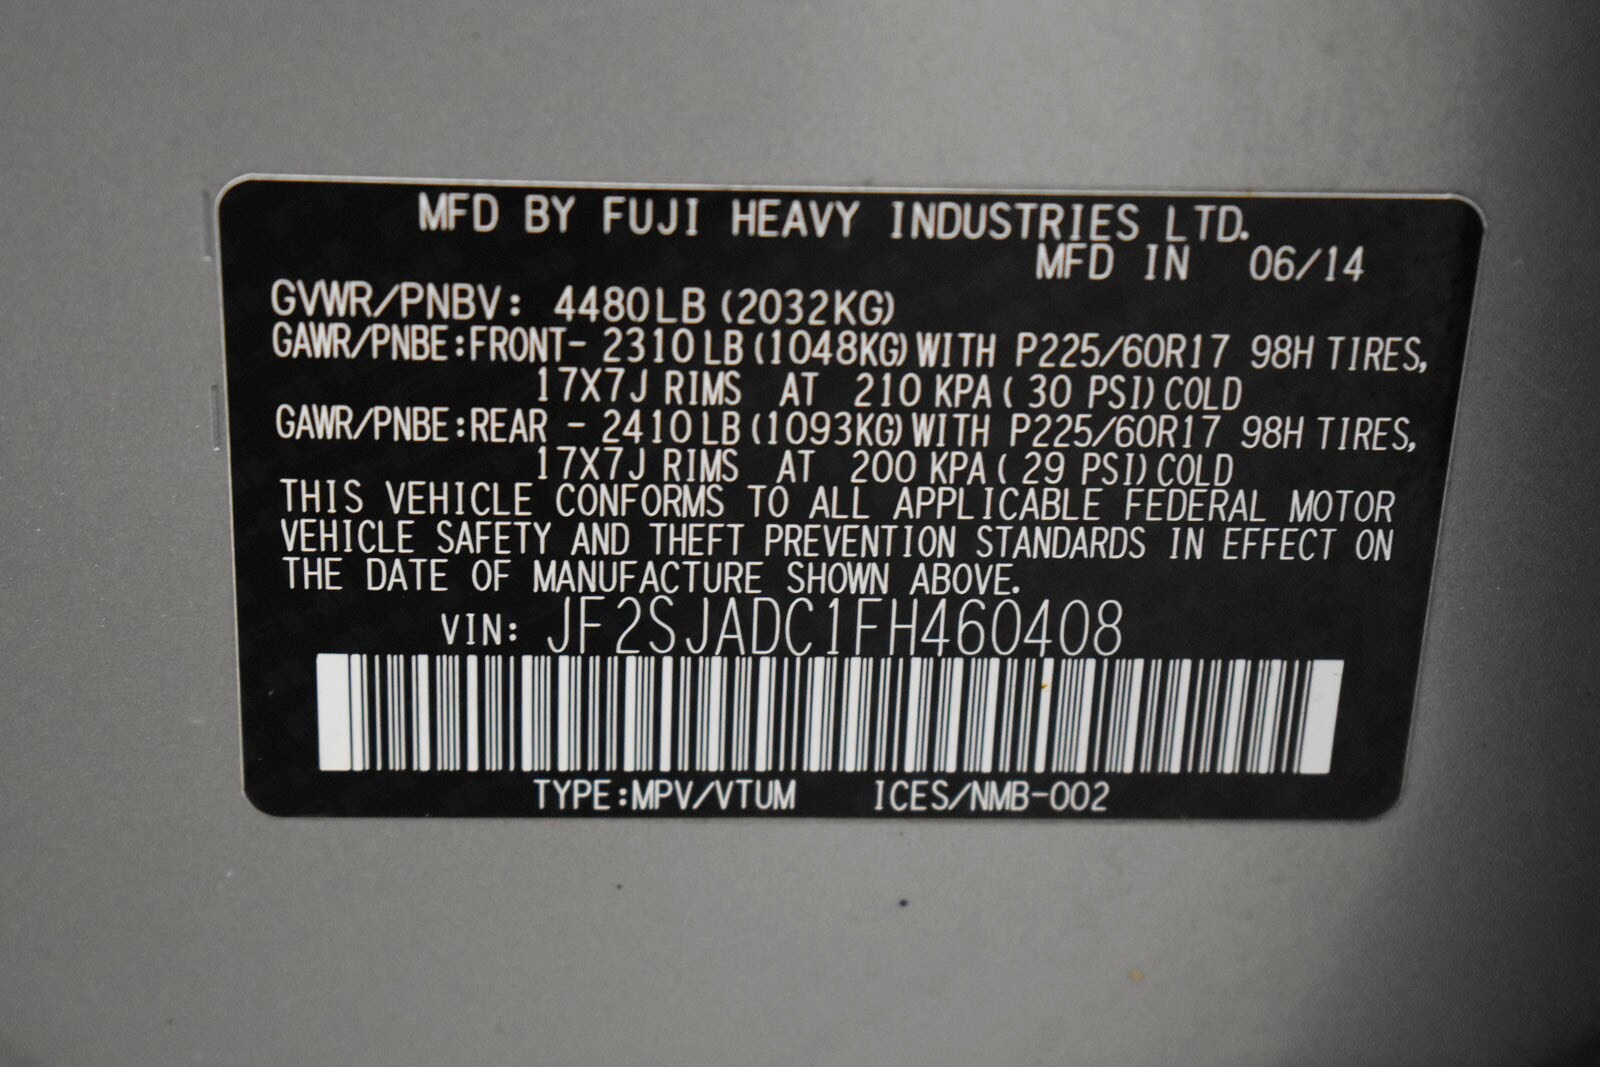 MFD BY FUJI HEAVY INDUSTRIES LTD.
MFD IN 06/14
GVWR/PNBV: 4480LB (2032KG)
GAWR/PNBE:FRONT- 2310LB(1048KG)WITH P225/60R17 98H TIRES,
17X7J RIMS AT 210 KPA( 30 PSI)COLD
GAWR/PNBE:REAR - 2410LB(1093KG)WITH P225/60R17 98H TIRES,
17X7J RIMS AT 200 KPA( 29 PSI)COLD
THIS VEHICLE CONFORMS TO ALL APPLICABLE FEDERAL MOTOR
VEHICLE SAFETY AND THEFT PREVENTION STANDARDS IN EFFECT ON
THE DATE OF MANUFACTURE SHOWN ABOVE.
VIN: JF2SJADC1FH460408
TYPE:MPV/VTUM ICES/NMB-002